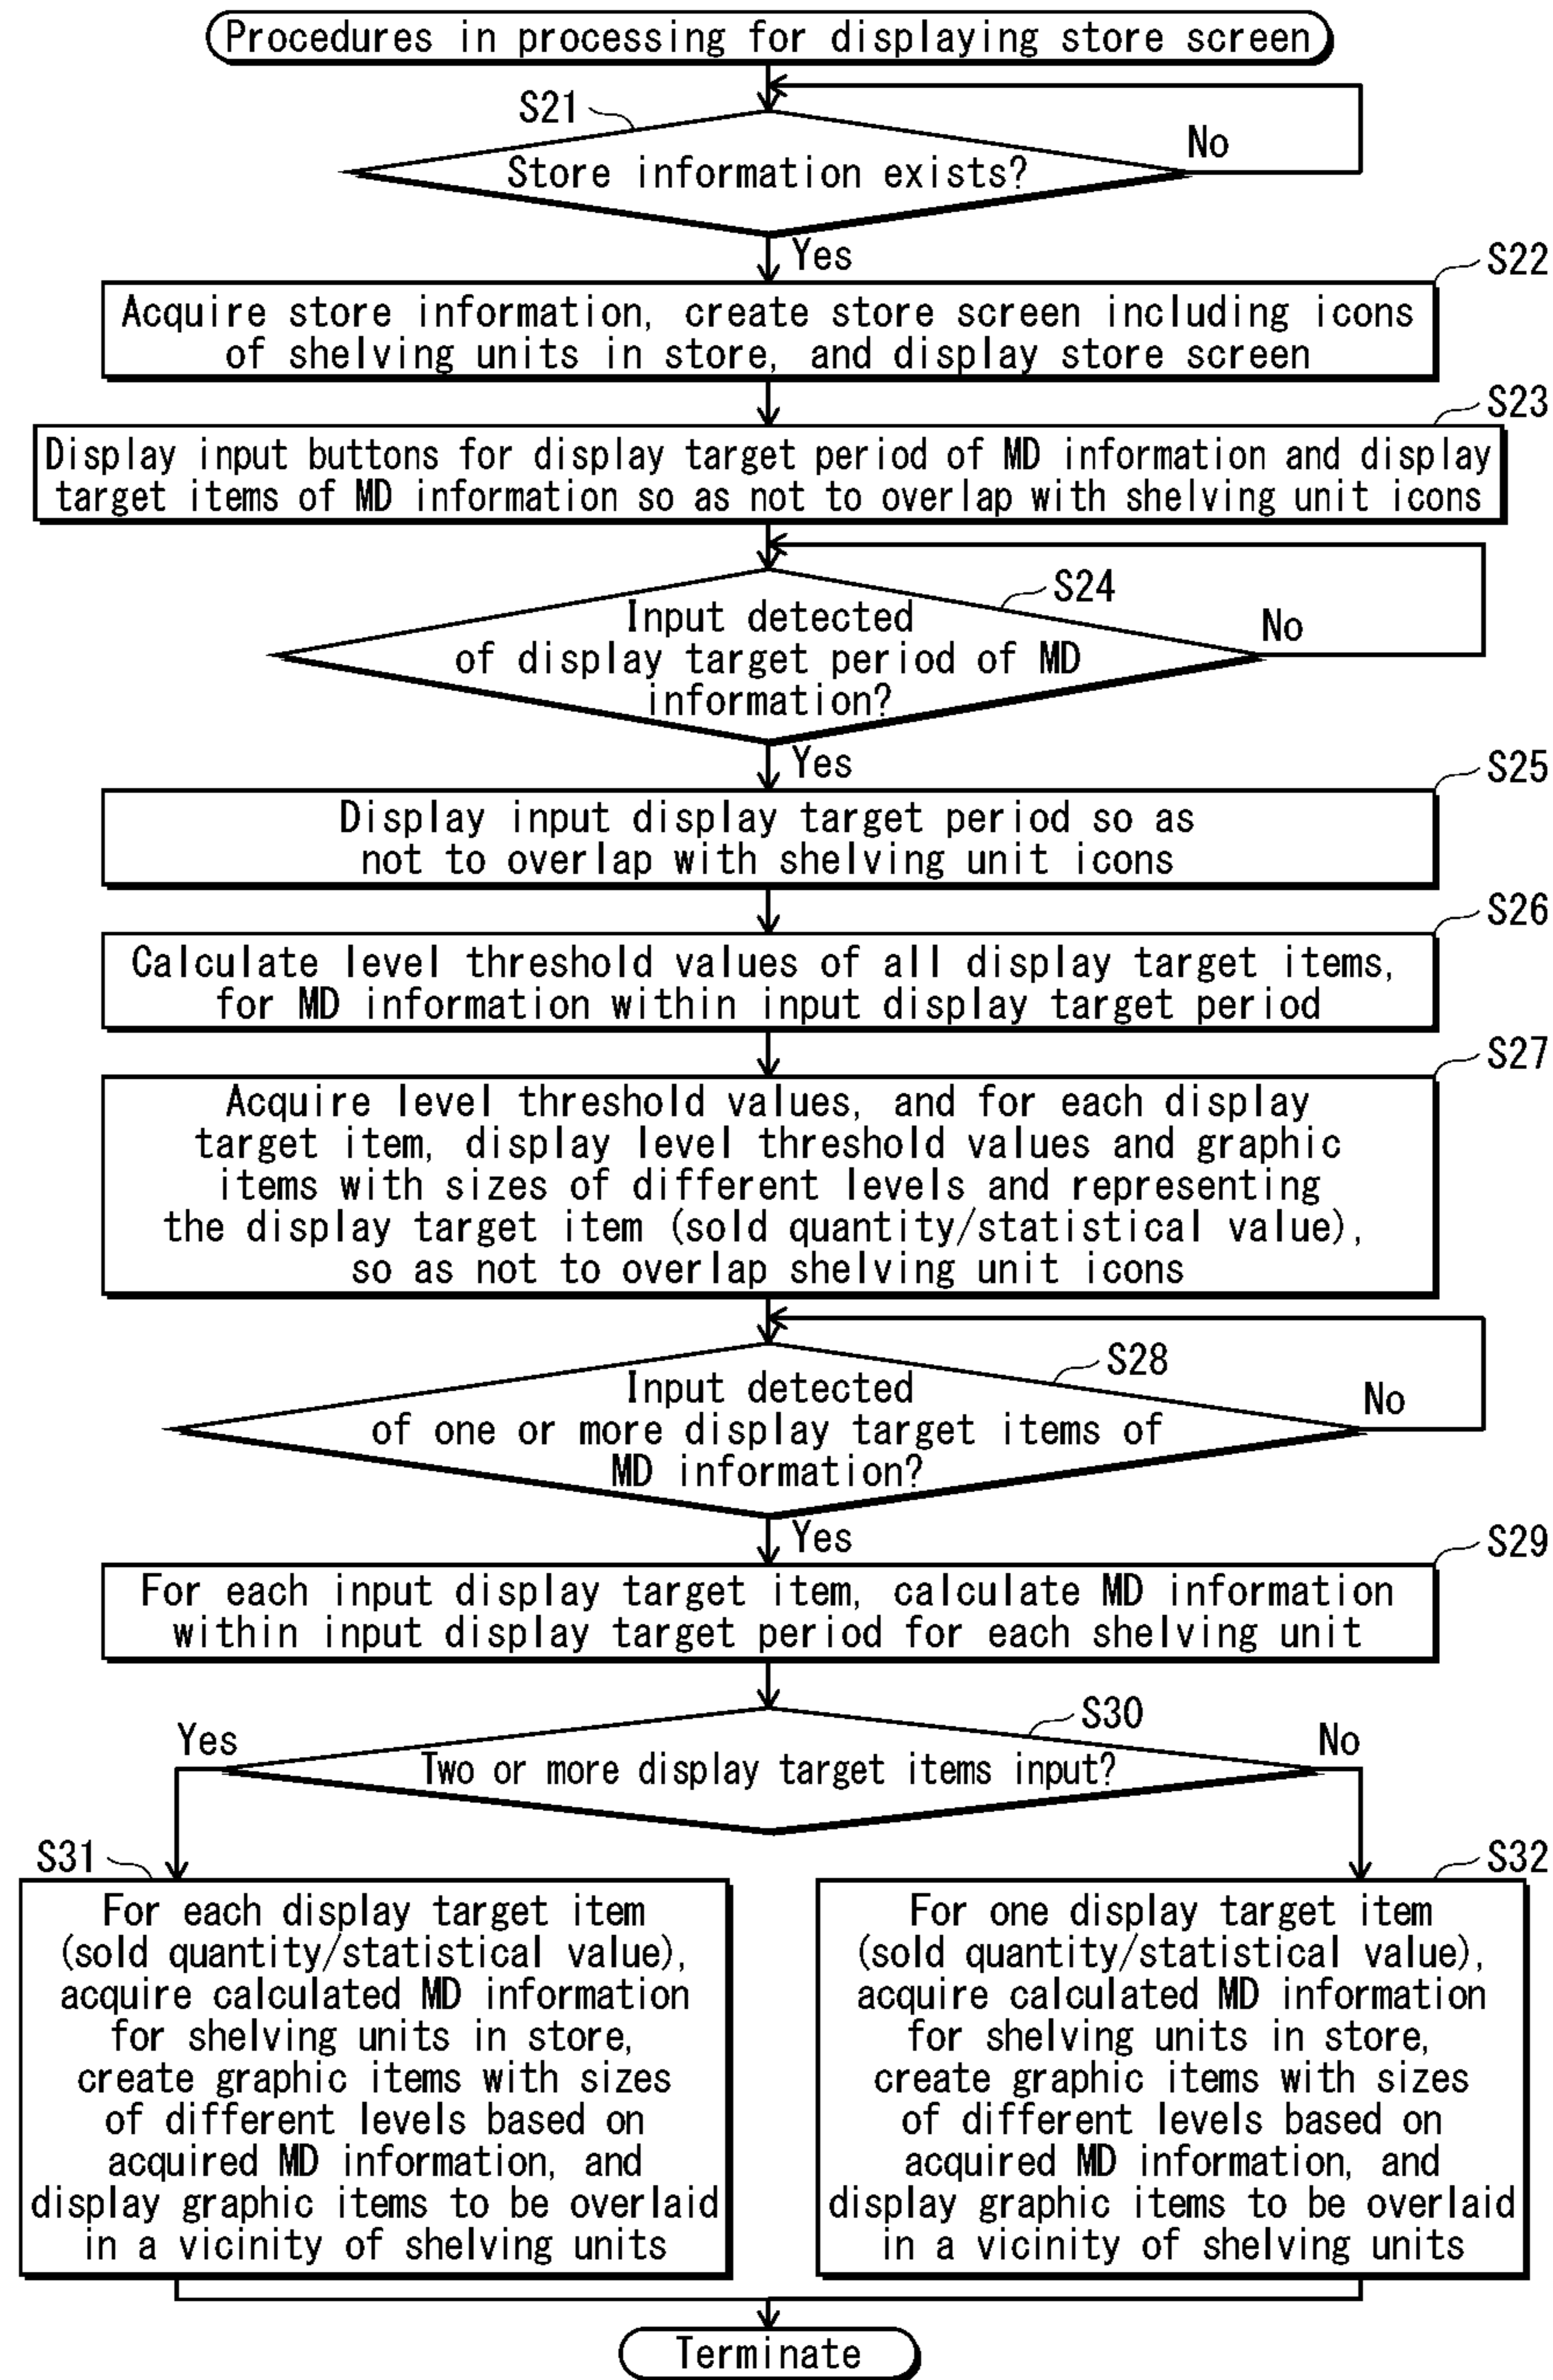 Procedures in processing for displaying store screen
S21
Store information exists?
No
Yes
S22
Acquire store information, create store screen including icons
of shelving units in store, and display store screen
S23
Display input buttons for display target period of MD information and display
target items of MD information so as not to overlap with shelving unit icons
S24
Input detected
of display target period of MD
information?
No
Yes
S25
Display input display target period so as
not to overlap with shelving unit icons
S26
Calculate level threshold values of all display target items,
for MD information within input display target period
S27
Acquire level threshold values, and for each display
target item, display level threshold values and graphic
items with sizes of different levels and representing
the display target item (sold quantity/statistical value),
so as not to overlap shelving unit icons
S28
Input detected
of one or more display target items of
MD information?
No
Yes
S29
For each input display target item, calculate MD information
within input display target period for each shelving unit
S30
Yes
Two or more display target items input?
No
S31
For each display target item
(sold quantity/statistical value),
acquire calculated MD information
for shelving units in store,
create graphic items with sizes
of different levels based on
acquired MD information, and
display graphic items to be overlaid
in a vicinity of shelving units
S32
For one display target item
(sold quantity/statistical value),
acquire calculated MD information
for shelving units in store,
create graphic items with sizes
of different levels based on
acquired MD information, and
display graphic items to be overlaid
in a vicinity of shelving units
Terminate